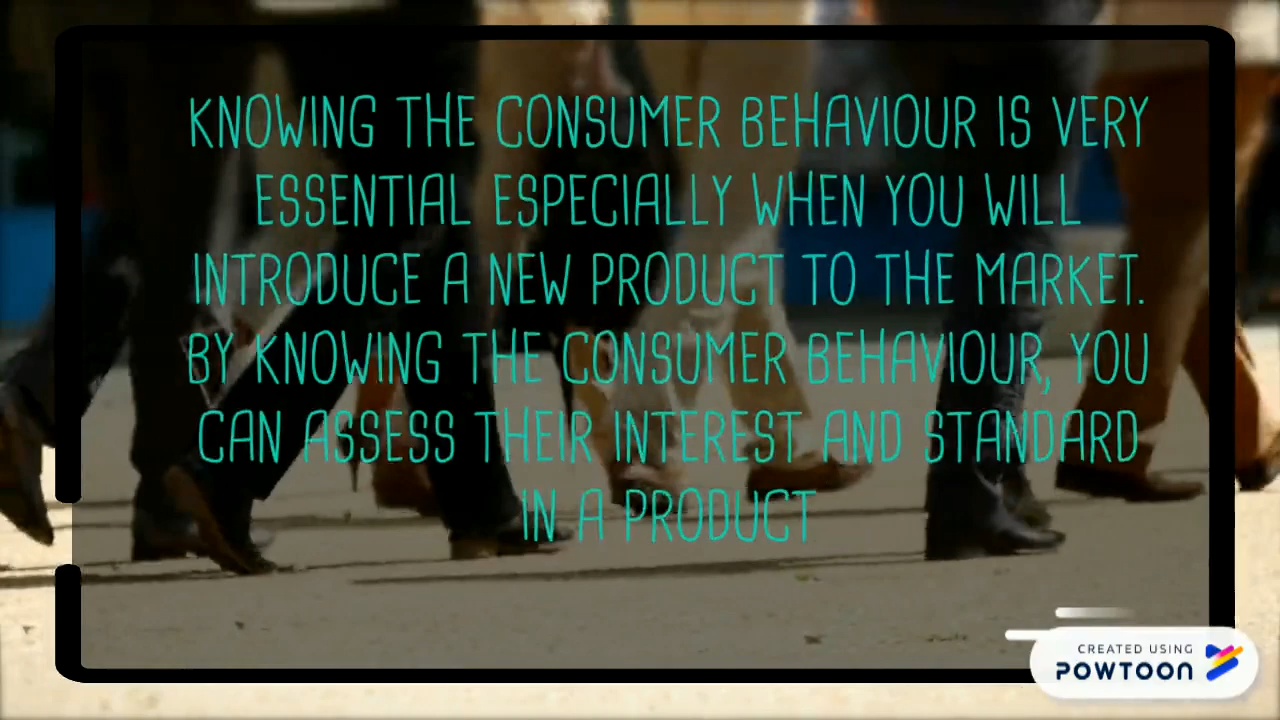 KNOWING THE CONSUMER BEHAVIOUR IS VERY
ESSENTIAL ESPECIALLY WHEN YOU WILL
INTRODUCE A NEW PRODUCT TO THE MARKET.
BY KNOWING THE CONSUMER BEHAVIOUR, YOU
CAN ASSESS THEIR INTEREST AND STANDARD
IN A PRODUCT
CREATED USING
POWTOON